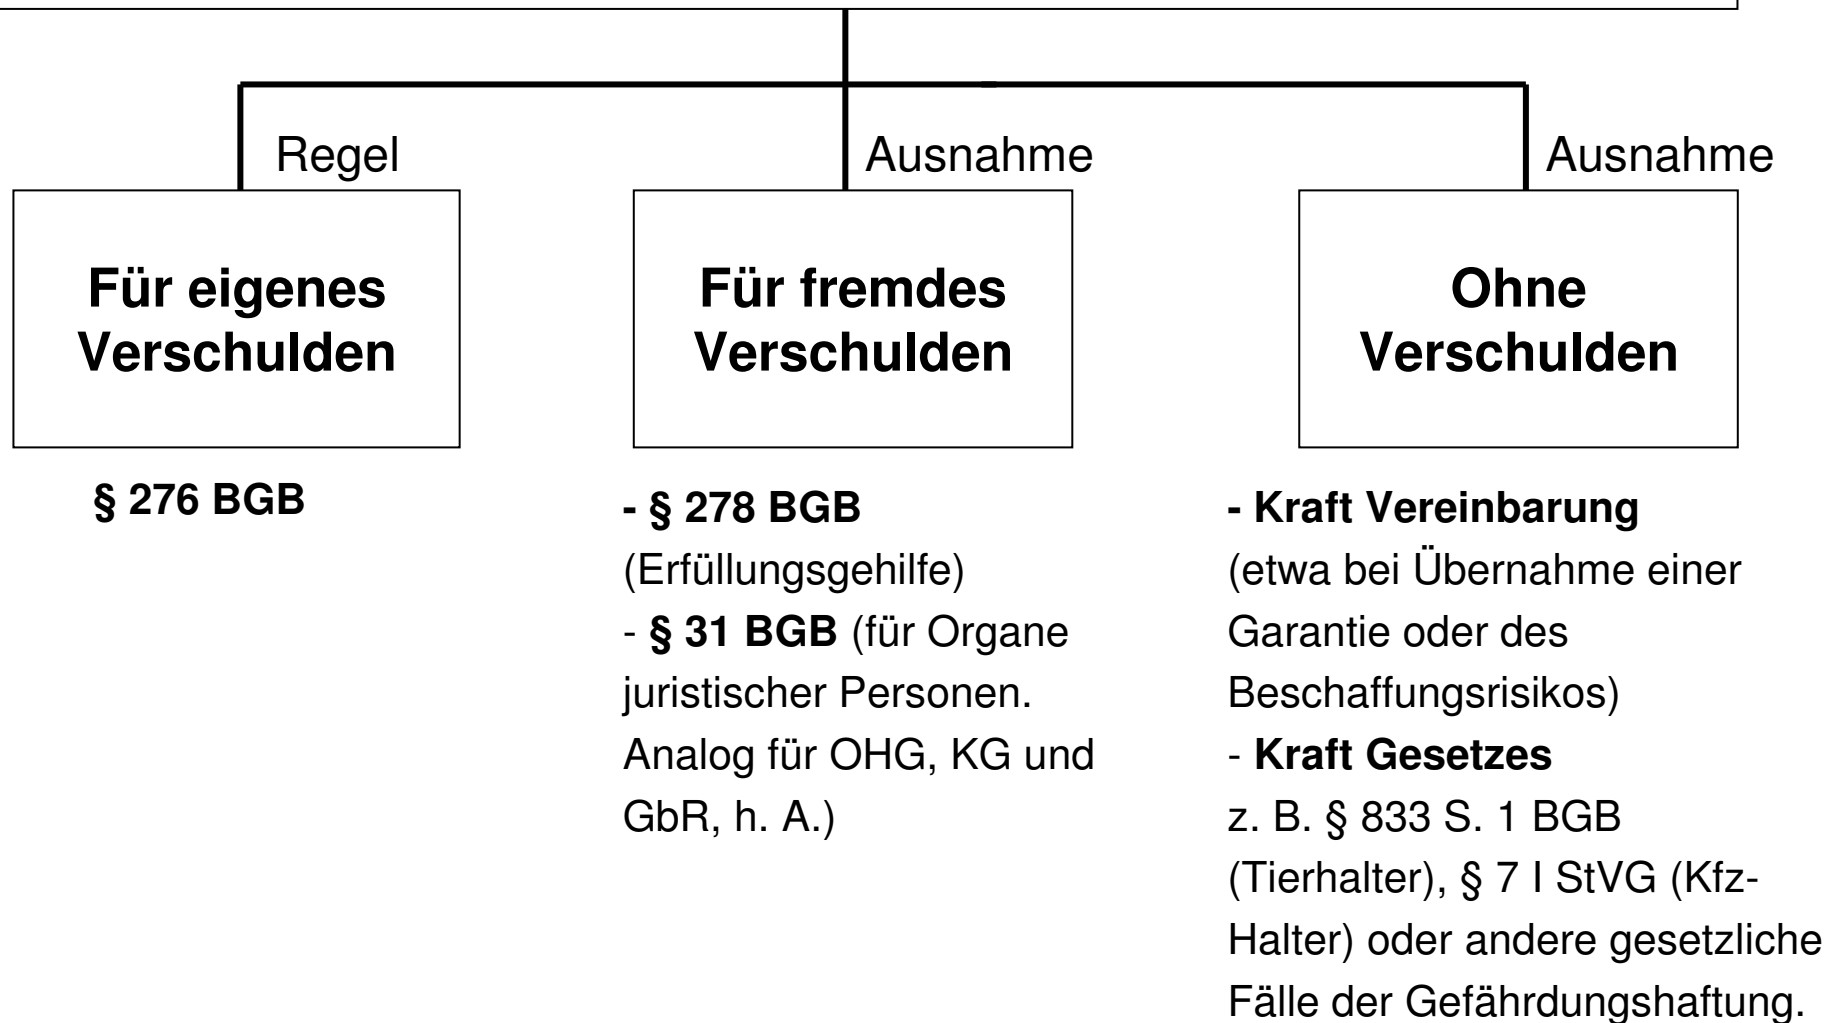 Regel
Für eigenes
Verschulden
§ 276 BGB
Ausnahme
Für fremdes
Verschulden
- § 278 BGB
(Erfüllungsgehilfe)
- § 31 BGB (für Organe
juristischer Personen.
Analog für OHG, KG und
GbR, h. A.)
Ausnahme
Ohne
Verschulden
- Kraft Vereinbarung
(etwa bei Übernahme einer
Garantie oder des
Beschaffungsrisikos)
- Kraft Gesetzes
z. B. § 833 S. 1 BGB
(Tierhalter), § 7 I StVG (Kfz-
Halter) oder andere gesetzliche
Fälle der Gefährdungshaftung.